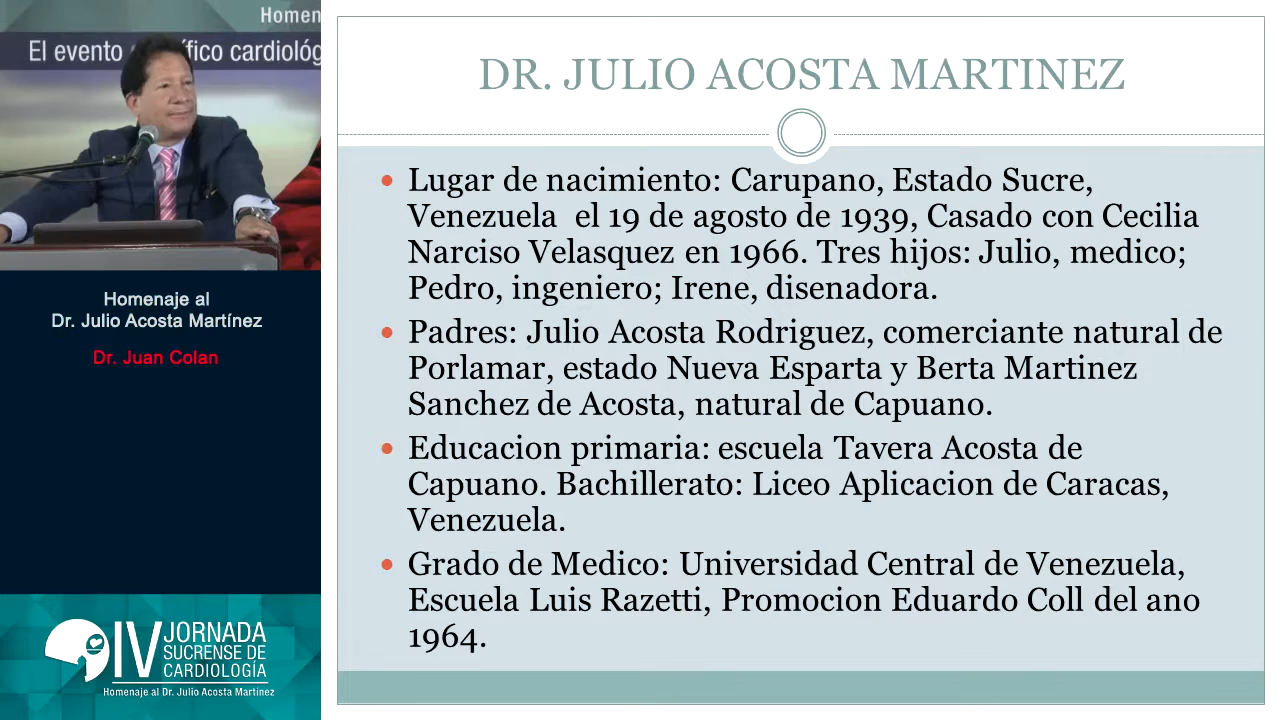 Homen
El evento
ífico cardiológ
Homenaje al
Dr. Julio Acosta Martínez
Dr. Juan Colan
IV JORNADA
SUCRENSE DE
CARDIOLOGÍA
Homenaje al Dr. Julio Acosta Martínez
DR. JULIO ACOSTA MARTINEZ
• Lugar de nacimiento: Carupano, Estado Sucre,
Venezuela  el 19 de agosto de 1939, Casado con Cecilia
Narciso Velasquez en 1966. Tres hijos: Julio, medico;
Pedro, ingeniero; Irene, disenadora.
• Padres: Julio Acosta Rodriguez, comerciante natural de
Porlamar, estado Nueva Esparta y Berta Martinez
Sanchez de Acosta, natural de Capuano.
• Educacion primaria: escuela Tavera Acosta de
Capuano. Bachillerato: Liceo Aplicacion de Caracas,
Venezuela.
• Grado de Medico: Universidad Central de Venezuela,
Escuela Luis Razetti, Promocion Eduardo Coll del ano
1964.